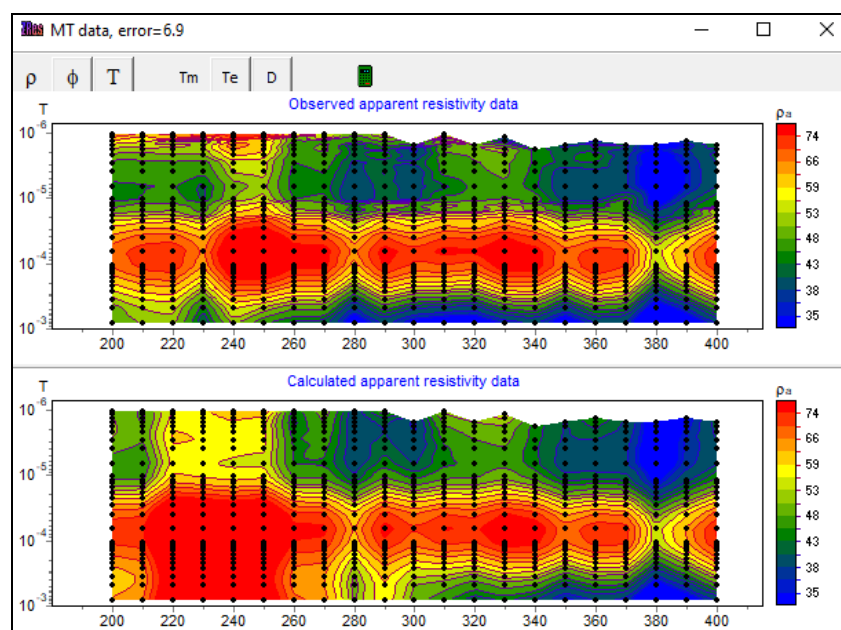 MT data, error=6.9
ρ ϕ T Tm Te D
Observed apparent resistivity data
T
ρa
10-6
10-5
10-4
10-3
200 220 240 260 280 300 320 340 360 380 400
74
66
59
53
48
43
38
35
Calculated apparent resistivity data
T
ρa
10-6
10-5
10-4
10-3
200 220 240 260 280 300 320 340 360 380 400
74
66
59
53
48
43
38
35